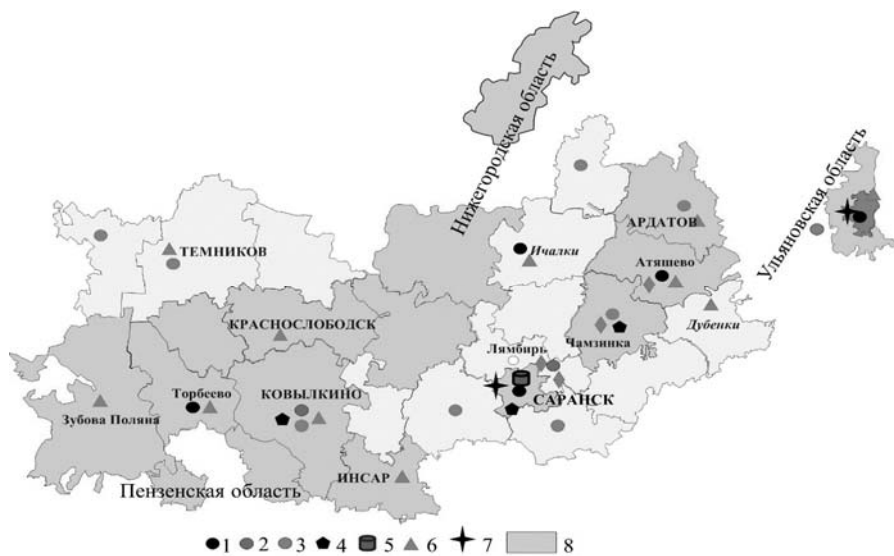 Нижегородская область
Ульяновская область
ТЕМНИКОВ
АРДАТОВ
Ичалки
Атяшево
КРАСНОСЛОБОДСК
Дубенки
Чамзинка
Лямбирь
Торбеево
КОВЫЛКИНО
САРАНСК
Зубова Поляна
ИНСАР
Пензенская область
1 2 3 4 5 6 7 8